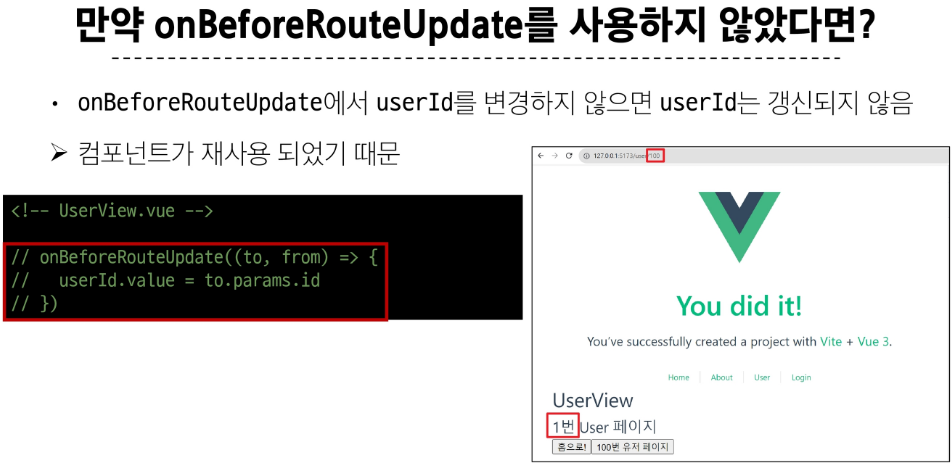 만약 onBeforeRouteUpdate를 사용하지 않았다면?
• onBeforeRouteUpdate에서 userId를 변경하지 않으면 userId는 갱신되지 않음
➢ 컴포넌트가 재사용 되었기 때문
<!-- UserView.vue -->
// onBeforeRouteUpdate((to, from) => {
//   userId.value = to.params.id
// })
127.0.0.1:5173/user/100
You did it!
You've successfully created a project with Vite + Vue 3.
Home About User Login
UserView
1번 User 페이지
홈으로! 100번 유저 페이지